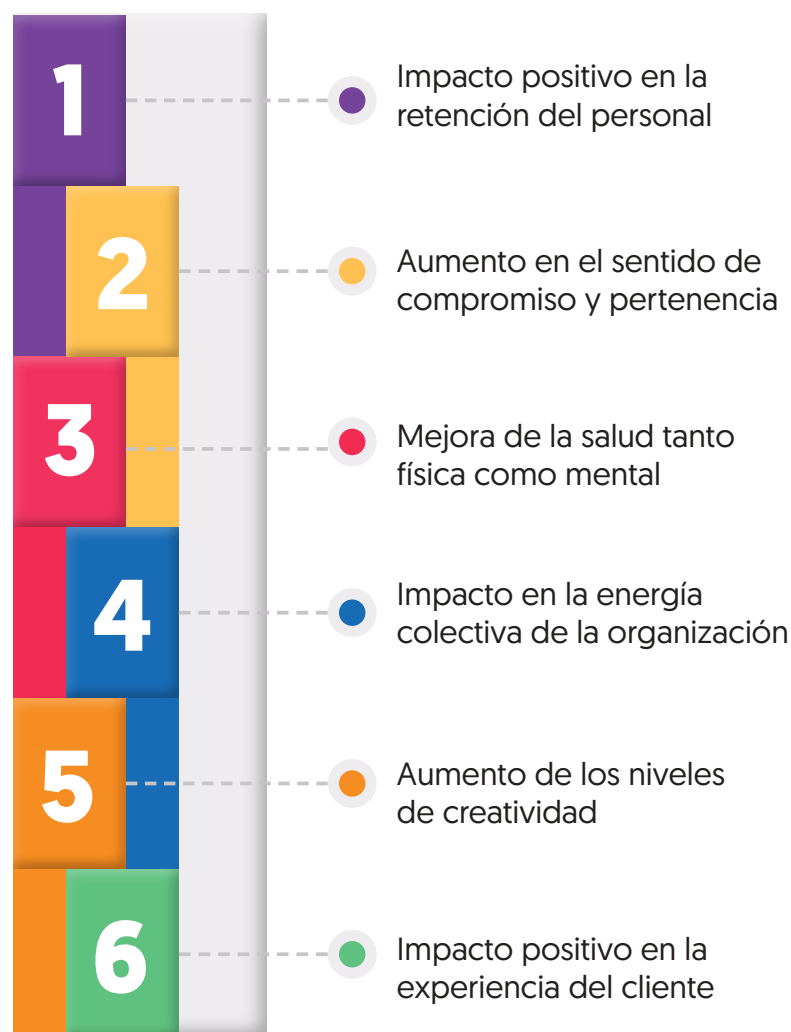 1
Impacto positivo en la
retención del personal
2
Aumento en el sentido de
compromiso y pertenencia
3
Mejora de la salud tanto
física como mental
4
Impacto en la energía
colectiva de la organización
5
Aumento de los niveles
de creatividad
6
Impacto positivo en la
experiencia del cliente